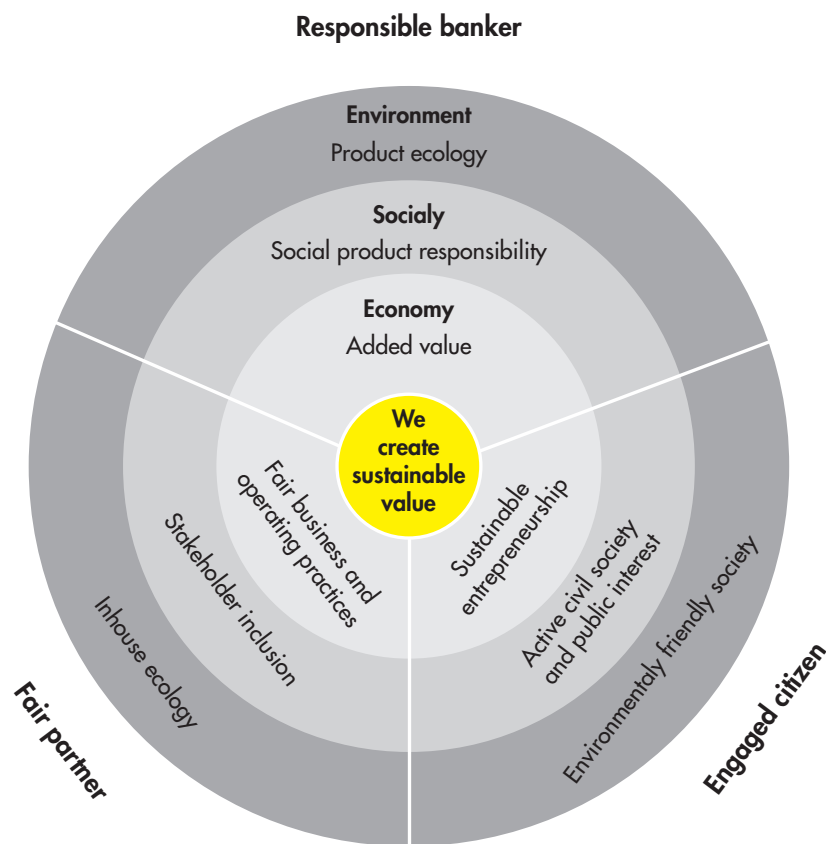 Responsible banker
Environment
Product ecology
Socialy
Social product responsibility
Economy
Added value
We
create
sustainable
value
Fair business and
operating practices
Stakeholder inclusion
Inhouse ecology
Fair partner
Sustainable
entrepreneurship
Active civil society
and public interest
Environmentaly friendly society
Engaged citizen